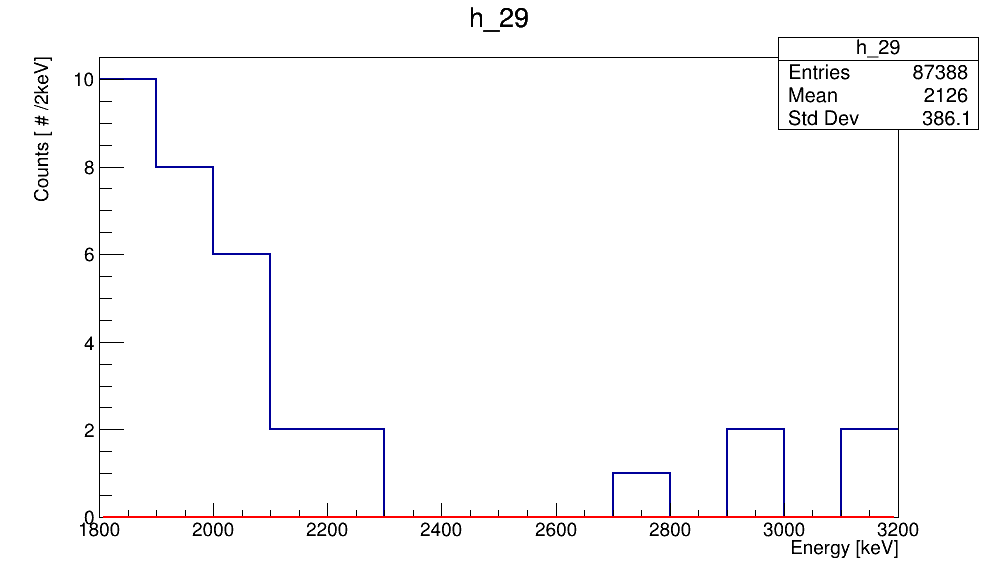 h_29
h_29
Entries 87388
Mean 2126
Std Dev 386.1
Counts [ # /2keV]
10
8
6
4
2
0
1800 2000 2200 2400 2600 2800 3000 3200
Energy [keV]